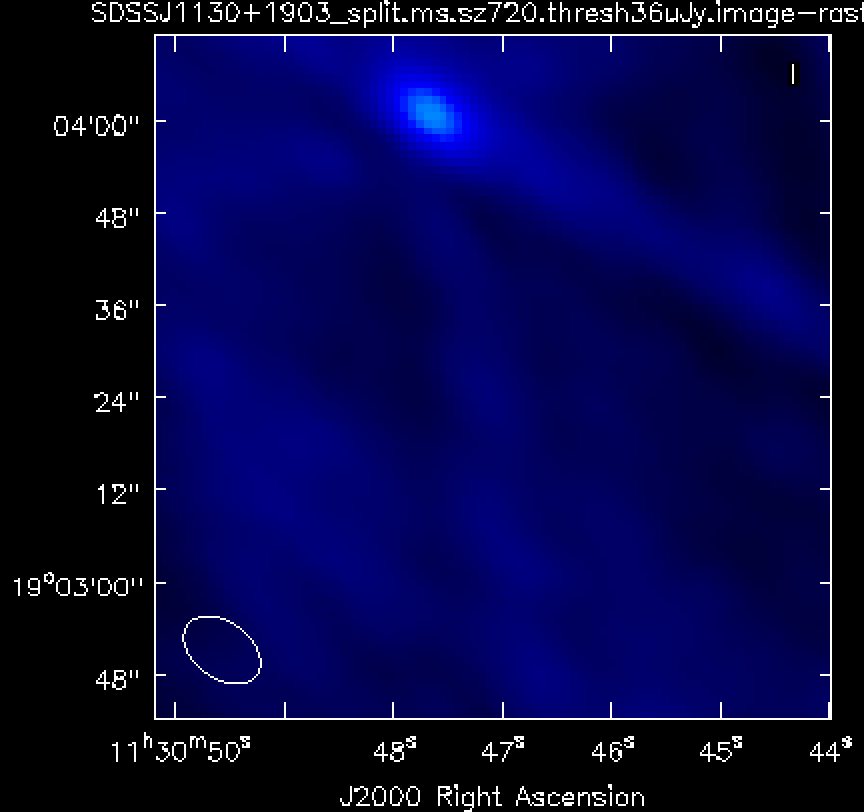 SDSSJ1130+1903_split.ms.sz720.thresh36uJy.image-rast
I
04'00"
48"
36"
24"
12"
19°03'00"
48"
11h30m50s 48s 47s 46s 45s 44s
J2000 Right Ascension